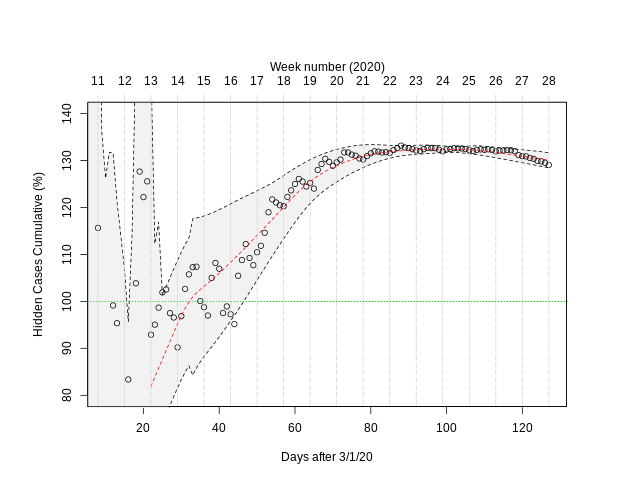 Week number (2020)
11 12 13 14 15 16 17 18 19 20 21 22 23 24 25 26 27 28
140
130
120
110
100
90
80
Hidden Cases Cumulative (%)
20 40 60 80 100 120
Days after 3/1/20